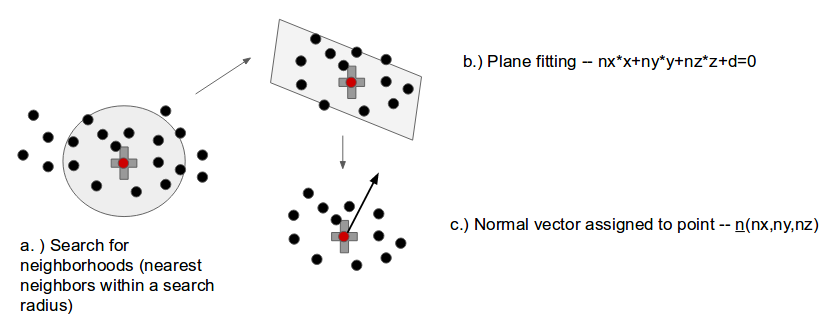 b.) Plane fitting -- nx*x+ny*y+nz*z+d=0
c.) Normal vector assigned to point -- n(nx,ny,nz)
a. ) Search for
neighborhoods (nearest
neighbors within a search
radius)